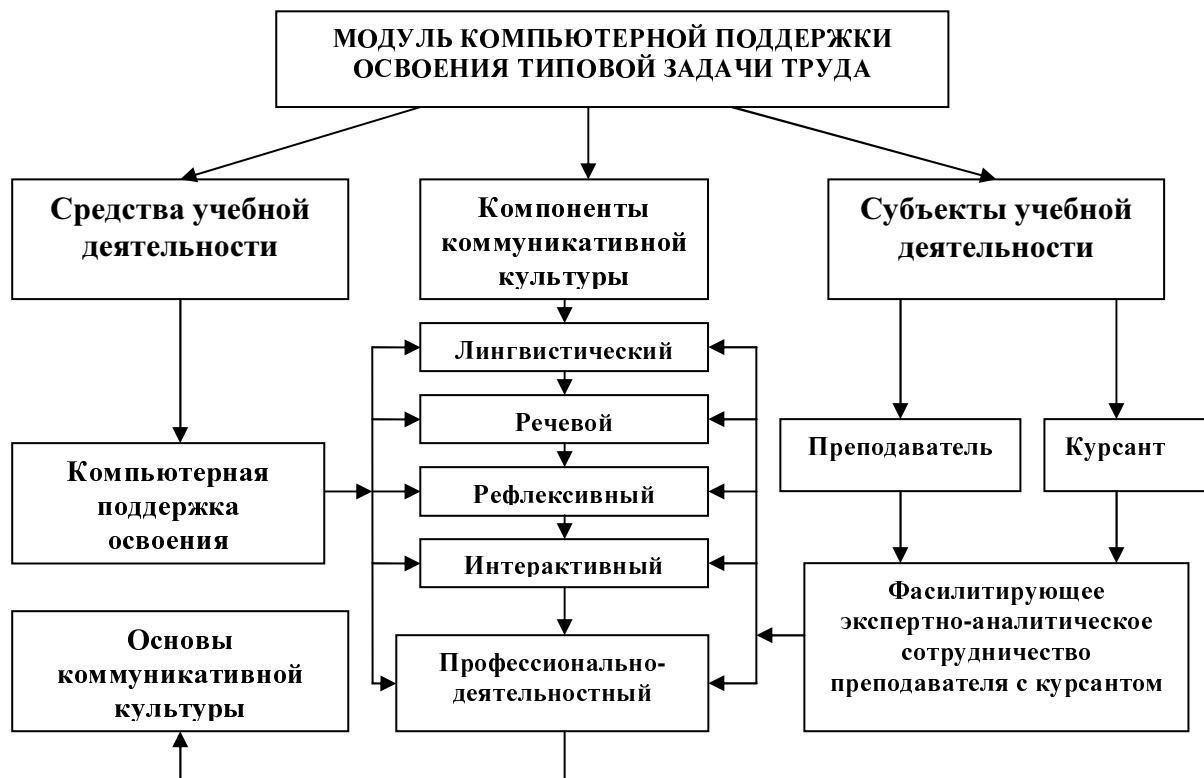 МОДУЛЬ КОМПЬЮТЕРНОЙ ПОДДЕРЖКИ
ОСВОЕНИЯ ТИПОВОЙ ЗАДАЧИ ТРУДА
Средства учебной
деятельности
Компоненты
коммуникативной
культуры
Субъекты учебной
деятельности
Лингвистический
Речевой
Рефлексивный
Интерактивный
Профессионально-
деятельностный
Преподаватель
Курсант
Компьютерная
поддержка
освоения
Фасилитирующее
экспертно-аналитическое
сотрудничество
преподавателя с курсантом
Основы
коммуникативной
культуры